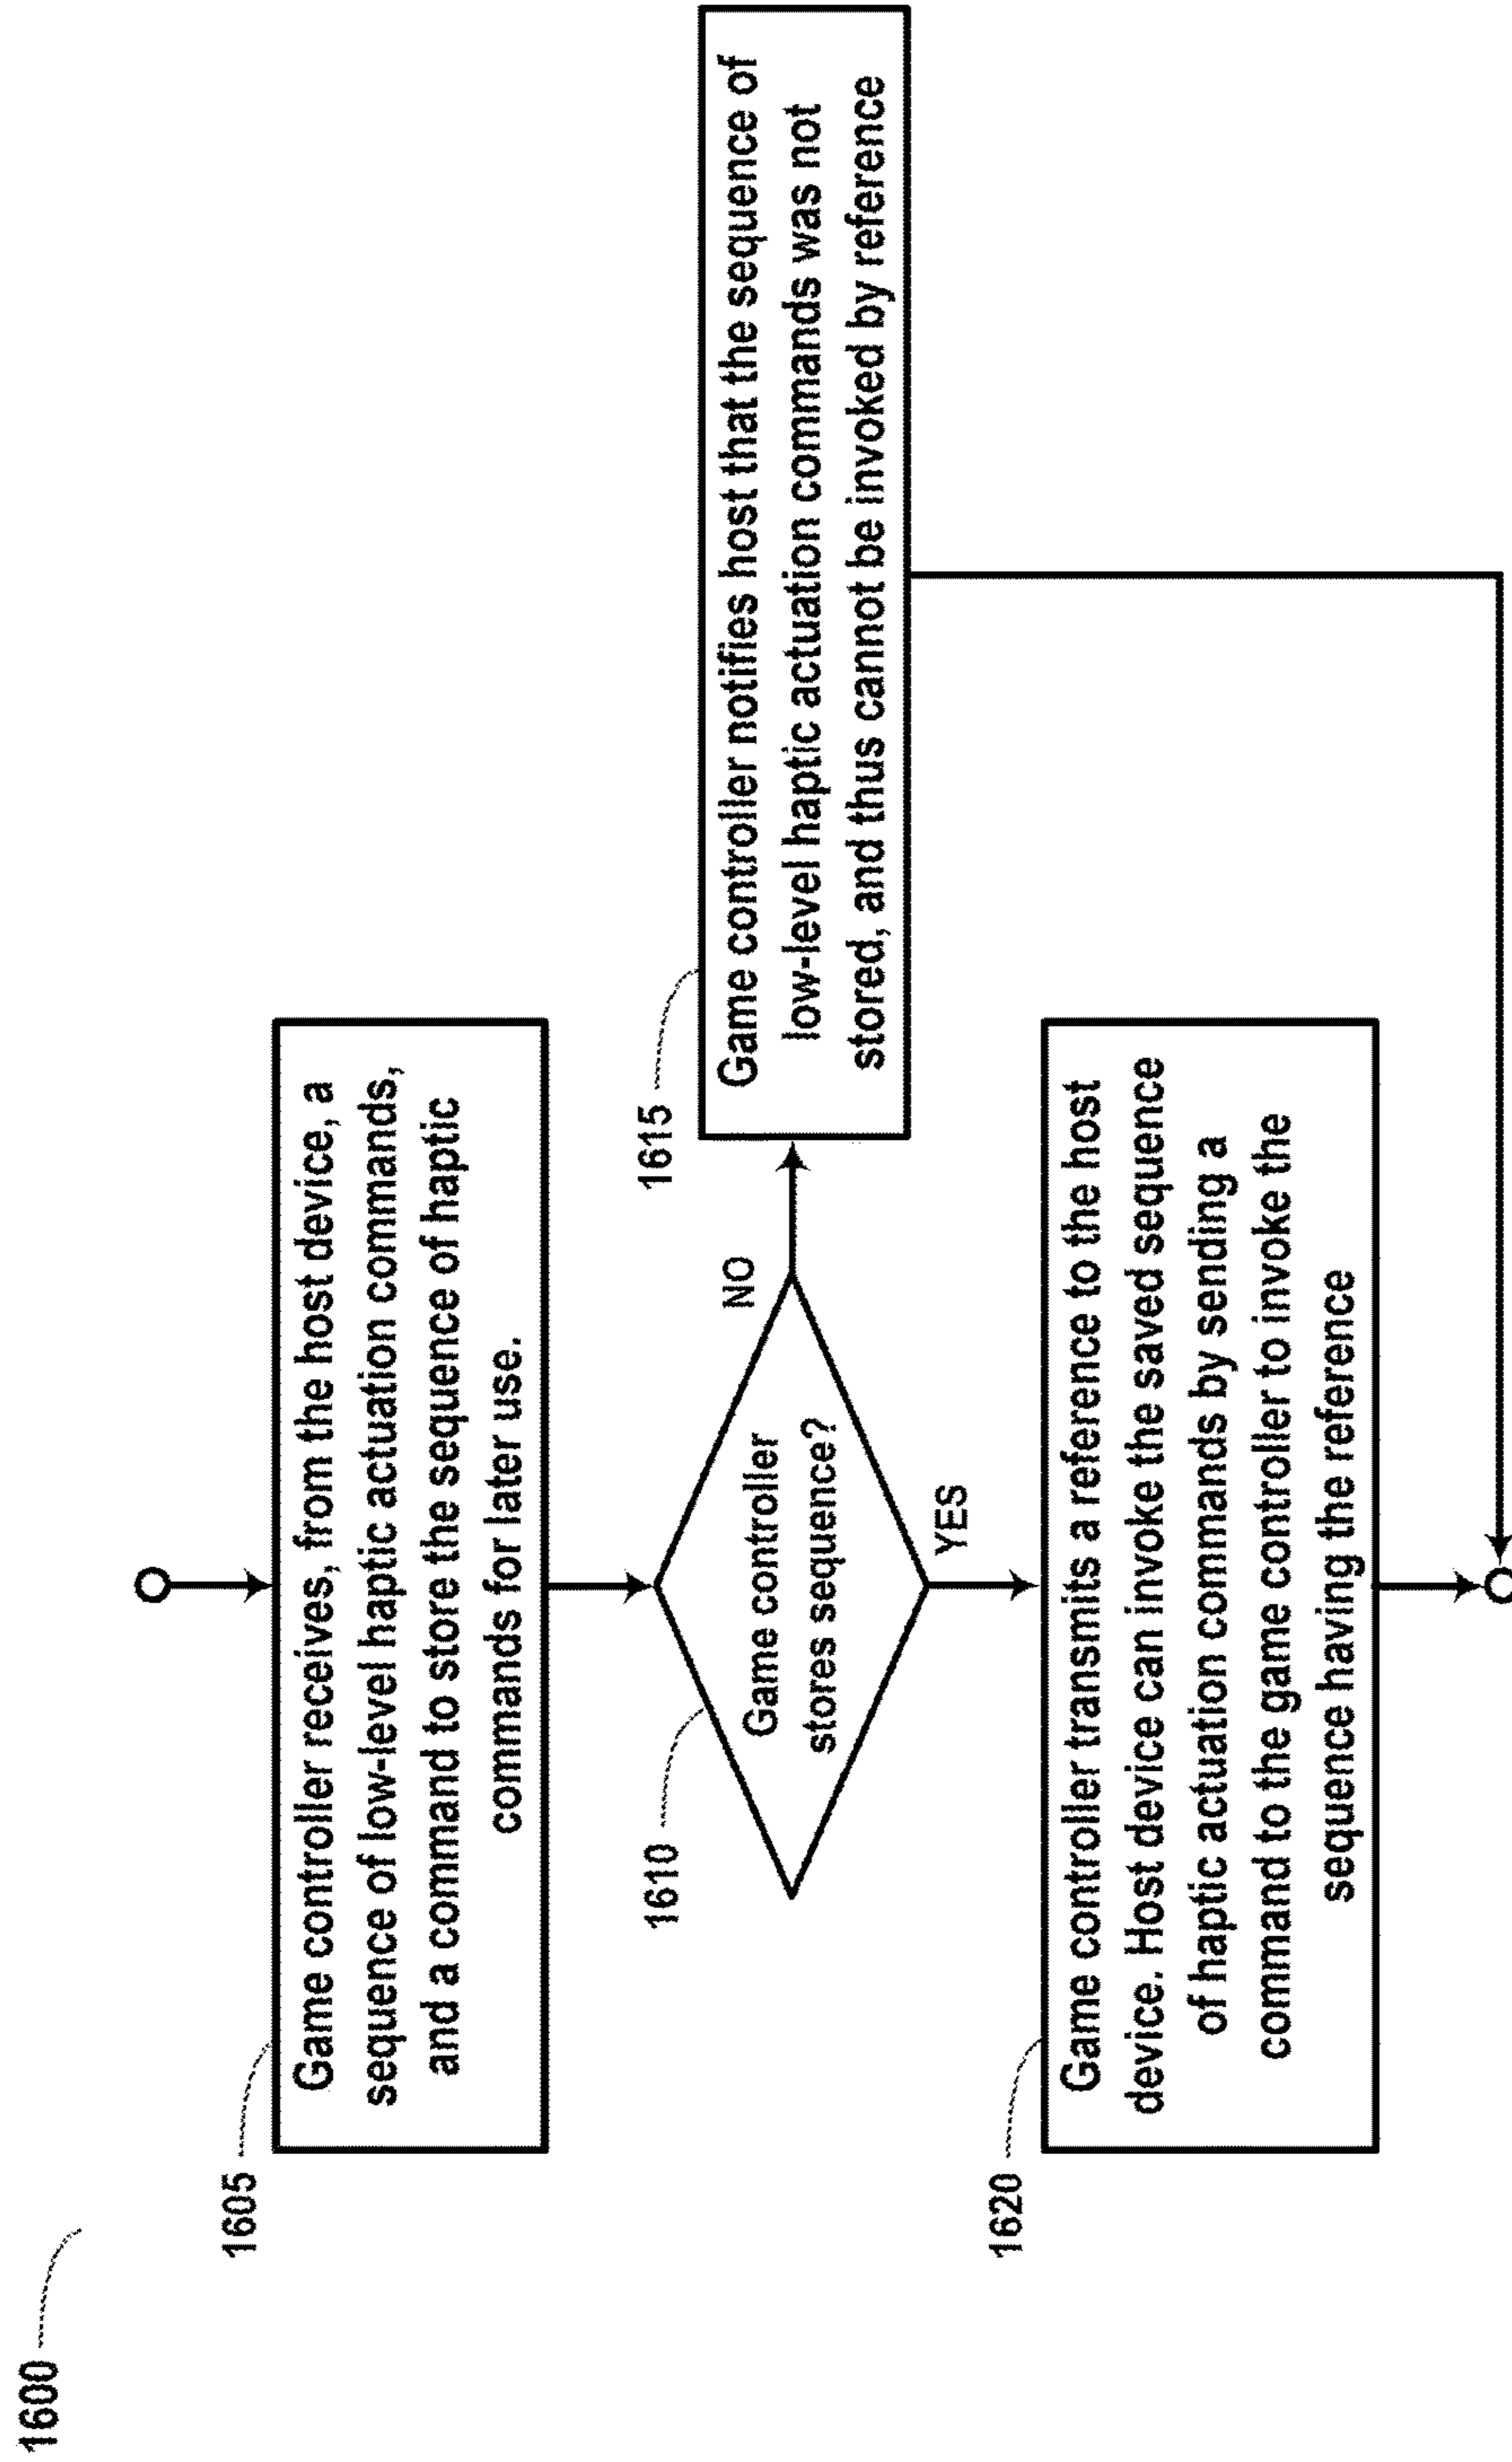 1600
1605
Game controller receives, from the host device, a
sequence of low-level haptic actuation commands,
and a command to store the sequence of haptic
commands for later use.
1610
Game controller
stores sequence?
NO
YES
1615
Game controller notifies host that the sequence of
low-level haptic actuation commands was not
stored, and thus cannot be invoked by reference
1620
Game controller transmits a reference to the host
device. Host device can invoke the saved sequence
of haptic actuation commands by sending a
command to the game controller to invoke the
sequence having the reference